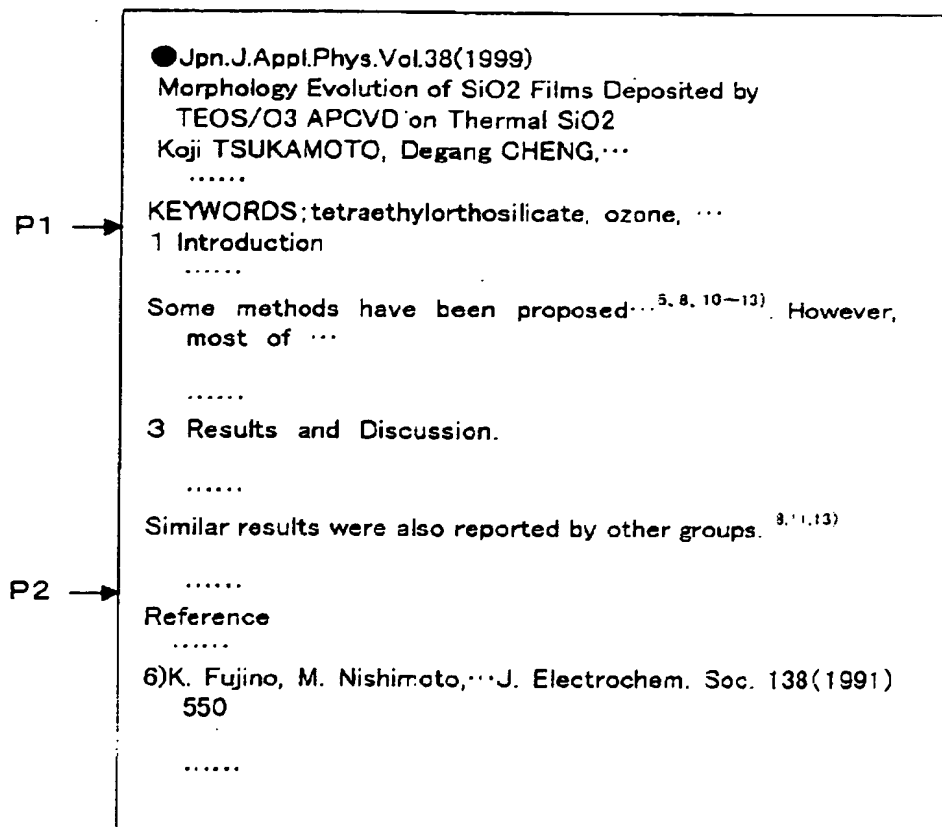 ●Jpn.J.Appl.Phys.Vol.38(1999)
Morphology Evolution of SiO2 Films Deposited by
TEOS/O3 APCVD on Thermal SiO2
Koji TSUKAMOTO, Degang CHENG,…
……
P1 KEYWORDS;tetraethylorthosilicate, ozone, …
1 Introduction
……
Some methods have been proposed…5, 8, 10—13). However,
most of …
……
3 Results and Discussion.
……
Similar results were also reported by other groups. 13)
……
P2
Reference
……
6)K. Fujino, M. Nishimoto,…J. Electrochem. Soc. 138(1991)
550
……